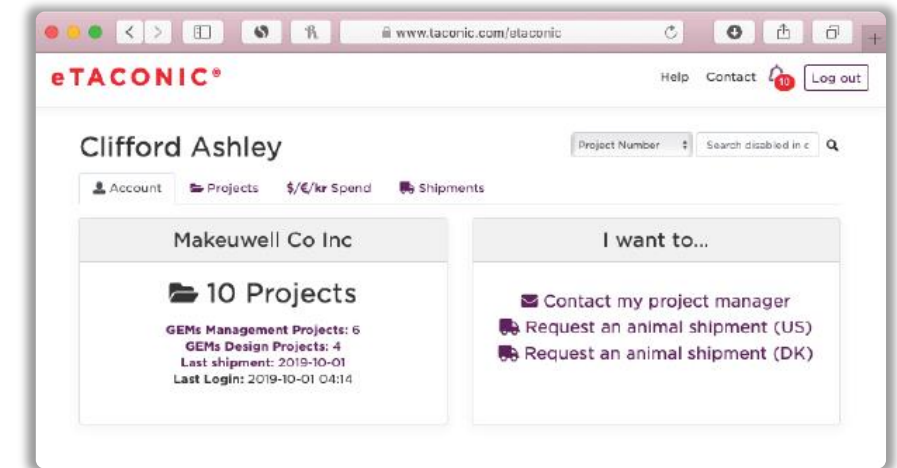 www.taconic.com/etaconic
eTACONIC®
Help Contact 10 Log out
Clifford Ashley
Project Number Search disabled in c
Account Projects $/€/kr Spend Shipments
Makeuwell Co Inc
10 Projects
GEMs Management Projects: 6
GEMs Design Projects: 4
Last shipment: 2019-10-01
Last Login: 2019-10-01 04:14
I want to...
Contact my project manager
Request an animal shipment (US)
Request an animal shipment (DK)